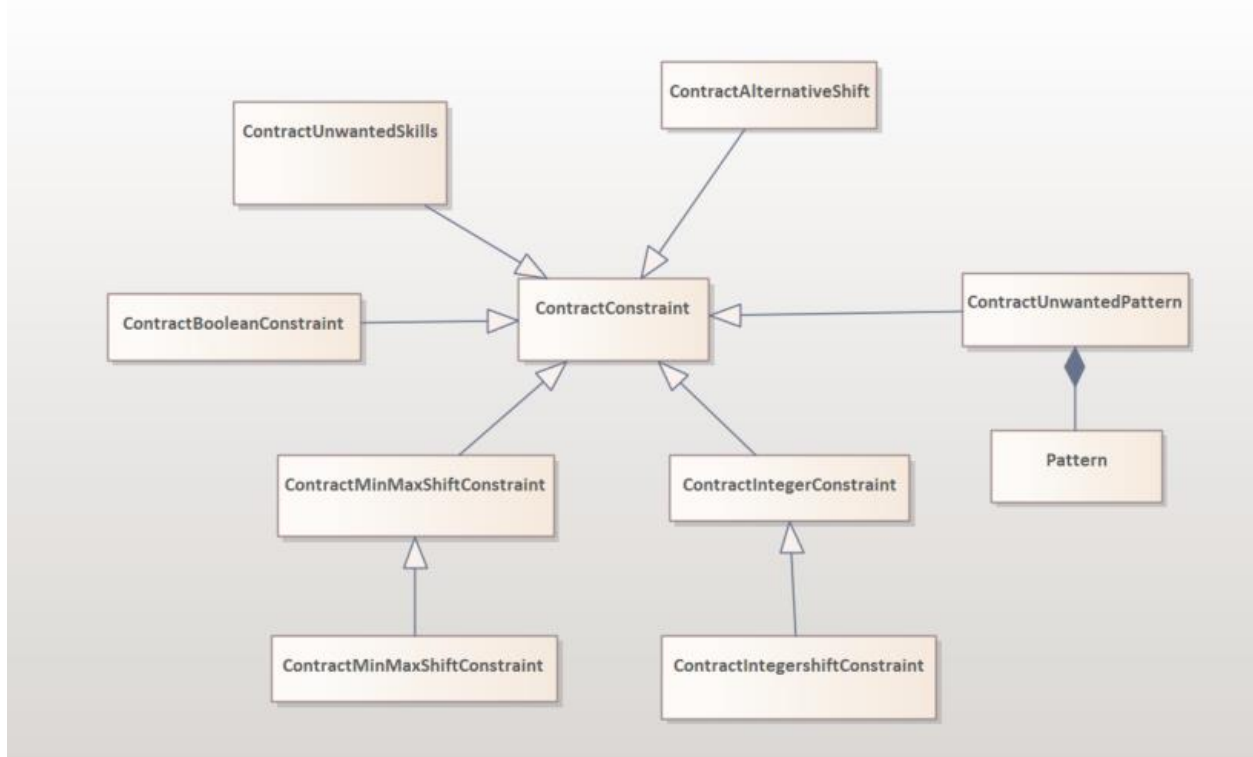 ContractAlternativeShift
ContractUnwantedSkills
ContractConstraint
ContractUnwantedPattern
ContractBooleanConstraint
Pattern
ContractMinMaxShiftConstraint
ContractIntegerConstraint
ContractMinMaxShiftConstraint
ContractIntegershiftConstraint